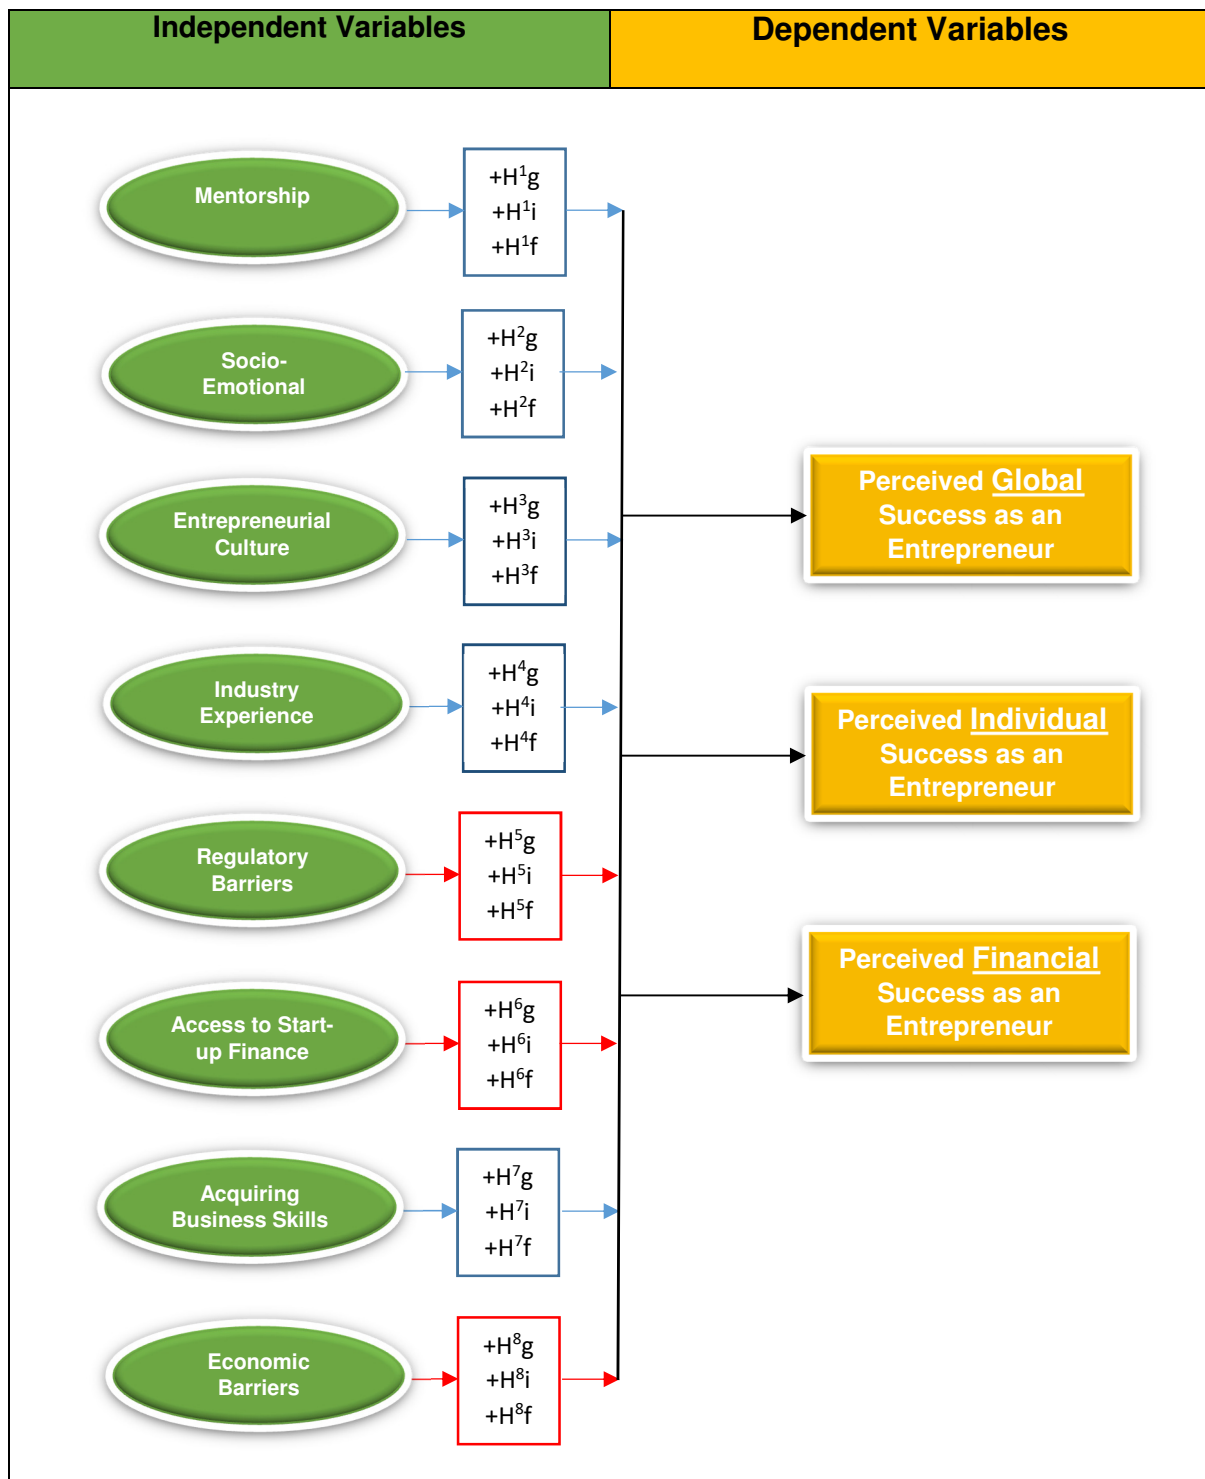 Independent Variables
Dependent Variables
Mentorship
+H¹g
+H¹i
+H¹f
Socio-
Emotional
+H²g
+H²i
+H²f
Entrepreneurial
Culture
+H³g
+H³i
+H³f
Industry
Experience
+H⁴g
+H⁴i
+H⁴f
Regulatory
Barriers
+H⁵g
+H⁵i
+H⁵f
Access to Start-
up Finance
+H⁶g
+H⁶i
+H⁶f
Acquiring
Business Skills
+H⁷g
+H⁷i
+H⁷f
Economic
Barriers
+H⁸g
+H⁸i
+H⁸f
Perceived Global
Success as an
Entrepreneur
Perceived Individual
Success as an
Entrepreneur
Perceived Financial
Success as an
Entrepreneur